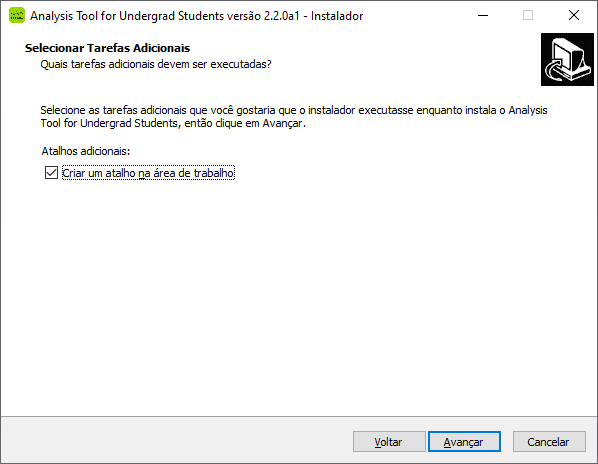 Analysis Tool for Undergrad Students versão 2.2.0a1 - Instalador
Selecionar Tarefas Adicionais
Quais tarefas adicionais devem ser executadas?
Selecione as tarefas adicionais que você gostaria que o instalador executasse enquanto instala o Analysis
Tool for Undergrad Students, então clique em Avançar.
Atalhos adicionais:
Criar um atalho na área de trabalho
Voltar
Avançar
Cancelar